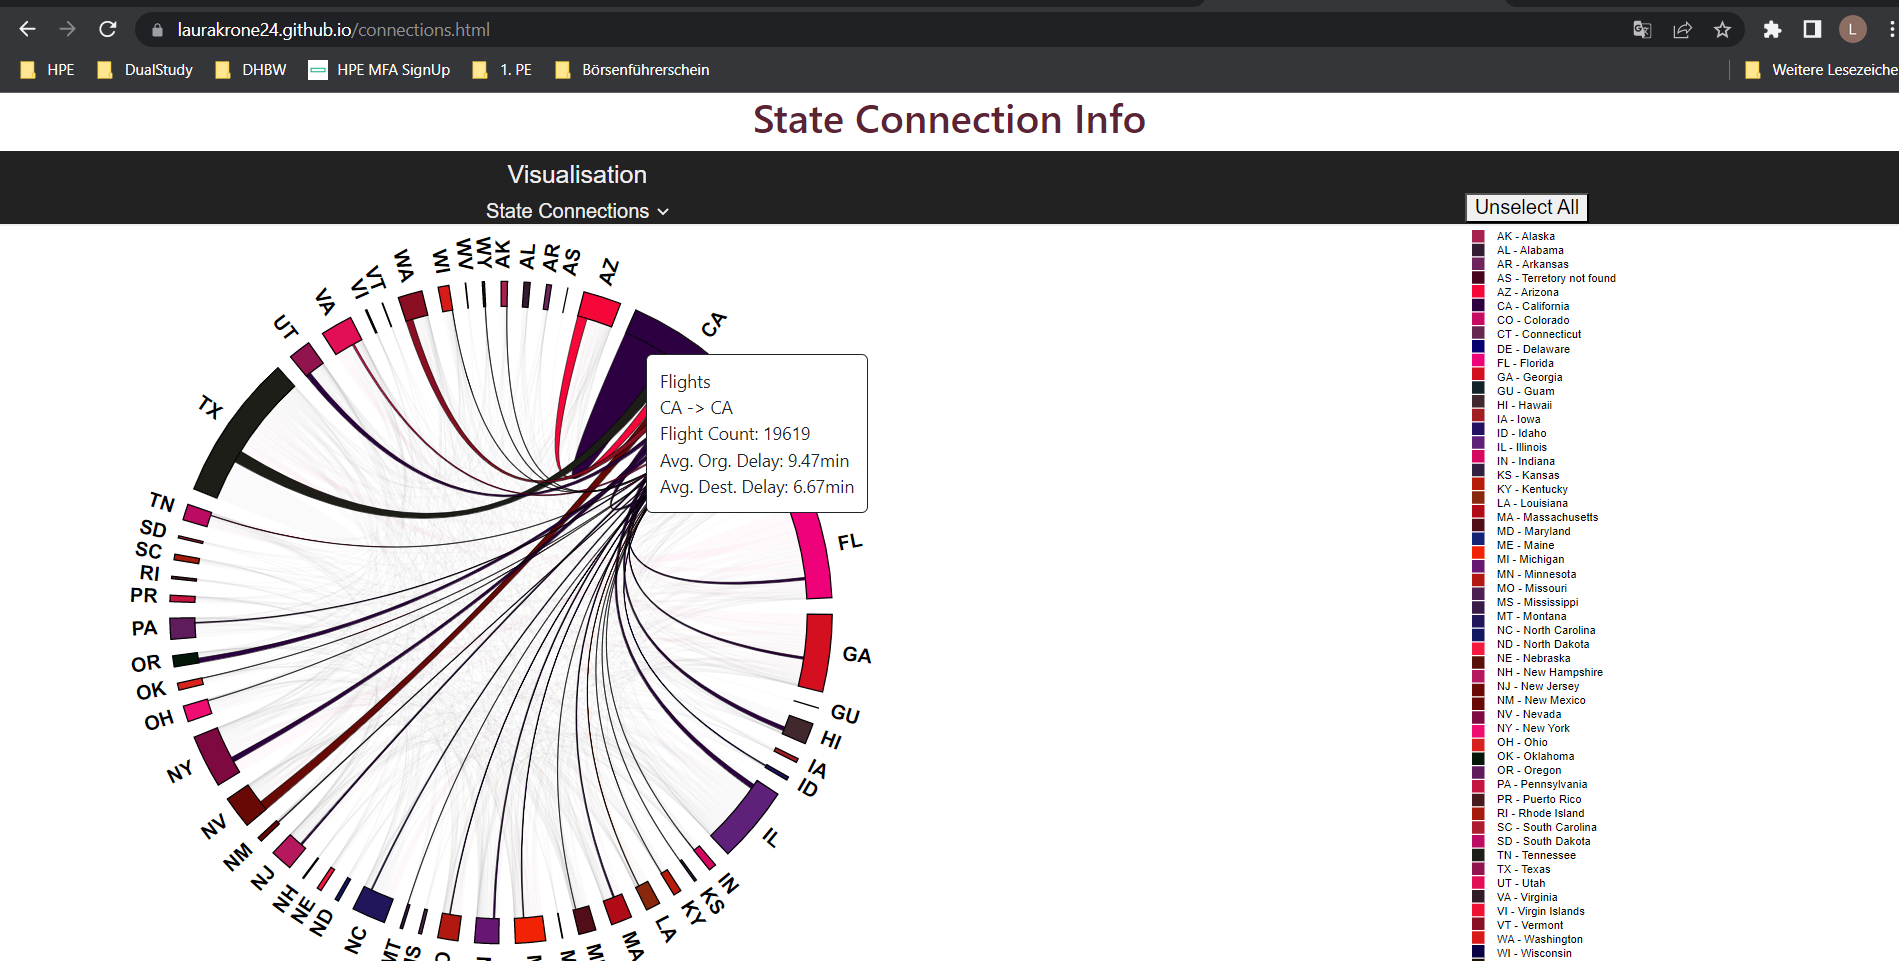 laurakrone24.github.io/connections.html
L
HPE
DualStudy
DHBW
HPE MFA SignUp
1. PE
Börsenführerschein
Weitere Lesezeiche
State Connection Info
Visualisation
State Connections
Unselect All
WA
WI
WV
WY
AK
AL
AR
AS
AZ
CA
VT
VI
VA
UT
TX
TN
SD
SC
RI
PR
PA
OR
OK
OH
NY
NV
NM
NJ
NH
NE
ND
NC
MT
MA
LA
KY
KS
IN
IL
ID
IA
HI
GU
GA
FL
Flights
CA -> CA
Flight Count: 19619
Avg. Org. Delay: 9.47min
Avg. Dest. Delay: 6.67min
AK - Alaska
AL - Alabama
AR - Arkansas
AS - Terretory not found
AZ - Arizona
CA - California
CO - Colorado
CT - Connecticut
DE - Delaware
FL - Florida
GA - Georgia
GU - Guam
HI - Hawaii
IA - Iowa
ID - Idaho
IL - Illinois
IN - Indiana
KS - Kansas
KY - Kentucky
LA - Louisiana
MA - Massachusetts
MD - Maryland
ME - Maine
MI - Michigan
MN - Minnesota
MO - Missouri
MS - Mississippi
MT - Montana
NC - North Carolina
ND - North Dakota
NE - Nebraska
NH - New Hampshire
NJ - New Jersey
NM - New Mexico
NV - Nevada
NY - New York
OH - Ohio
OK - Oklahoma
OR - Oregon
PA - Pennsylvania
PR - Puerto Rico
RI - Rhode Island
SC - South Carolina
SD - South Dakota
TN - Tennessee
TX - Texas
UT - Utah
VA - Virginia
VI - Virgin Islands
VT - Vermont
WA - Washington
WI - Wisconsin